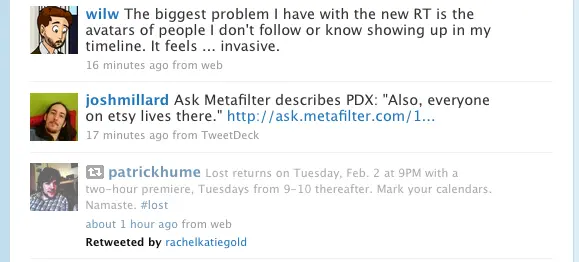 wilw The biggest problem I have with the new RT is the
avatars of people I don't follow or know showing up in my
timeline. It feels ... invasive.
16 minutes ago from web
joshmillard Ask Metafilter describes PDX: "Also, everyone
on etsy lives there." http://ask.metafilter.com/1...
17 minutes ago from TweetDeck
patrickhume Lost returns on Tuesday, Feb. 2 at 9PM with a
two-hour premiere, Tuesdays from 9-10 thereafter. Mark your calendars.
Namaste. #lost
about 1 hour ago from web
Retweeted by rachelkatiegold